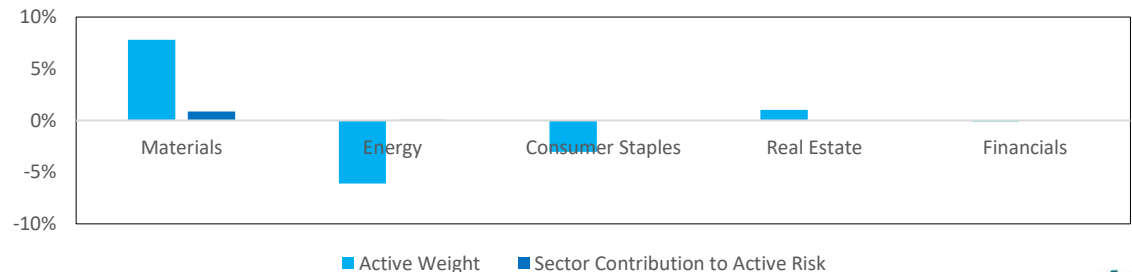 10%
5%
0%
-5%
-10%
Materials Energy Consumer Staples Real Estate Financials
Active Weight Sector Contribution to Active Risk